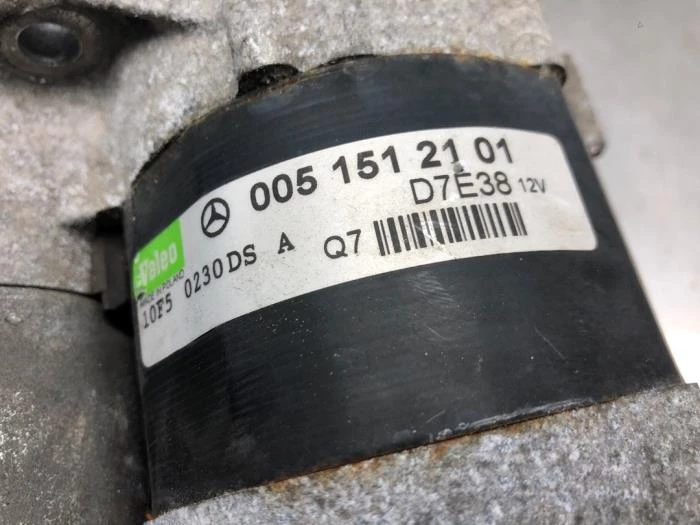 005 151 21 01
D7E38 12V
Valeo
MADE IN POLAND
10F5 0230DS A Q7